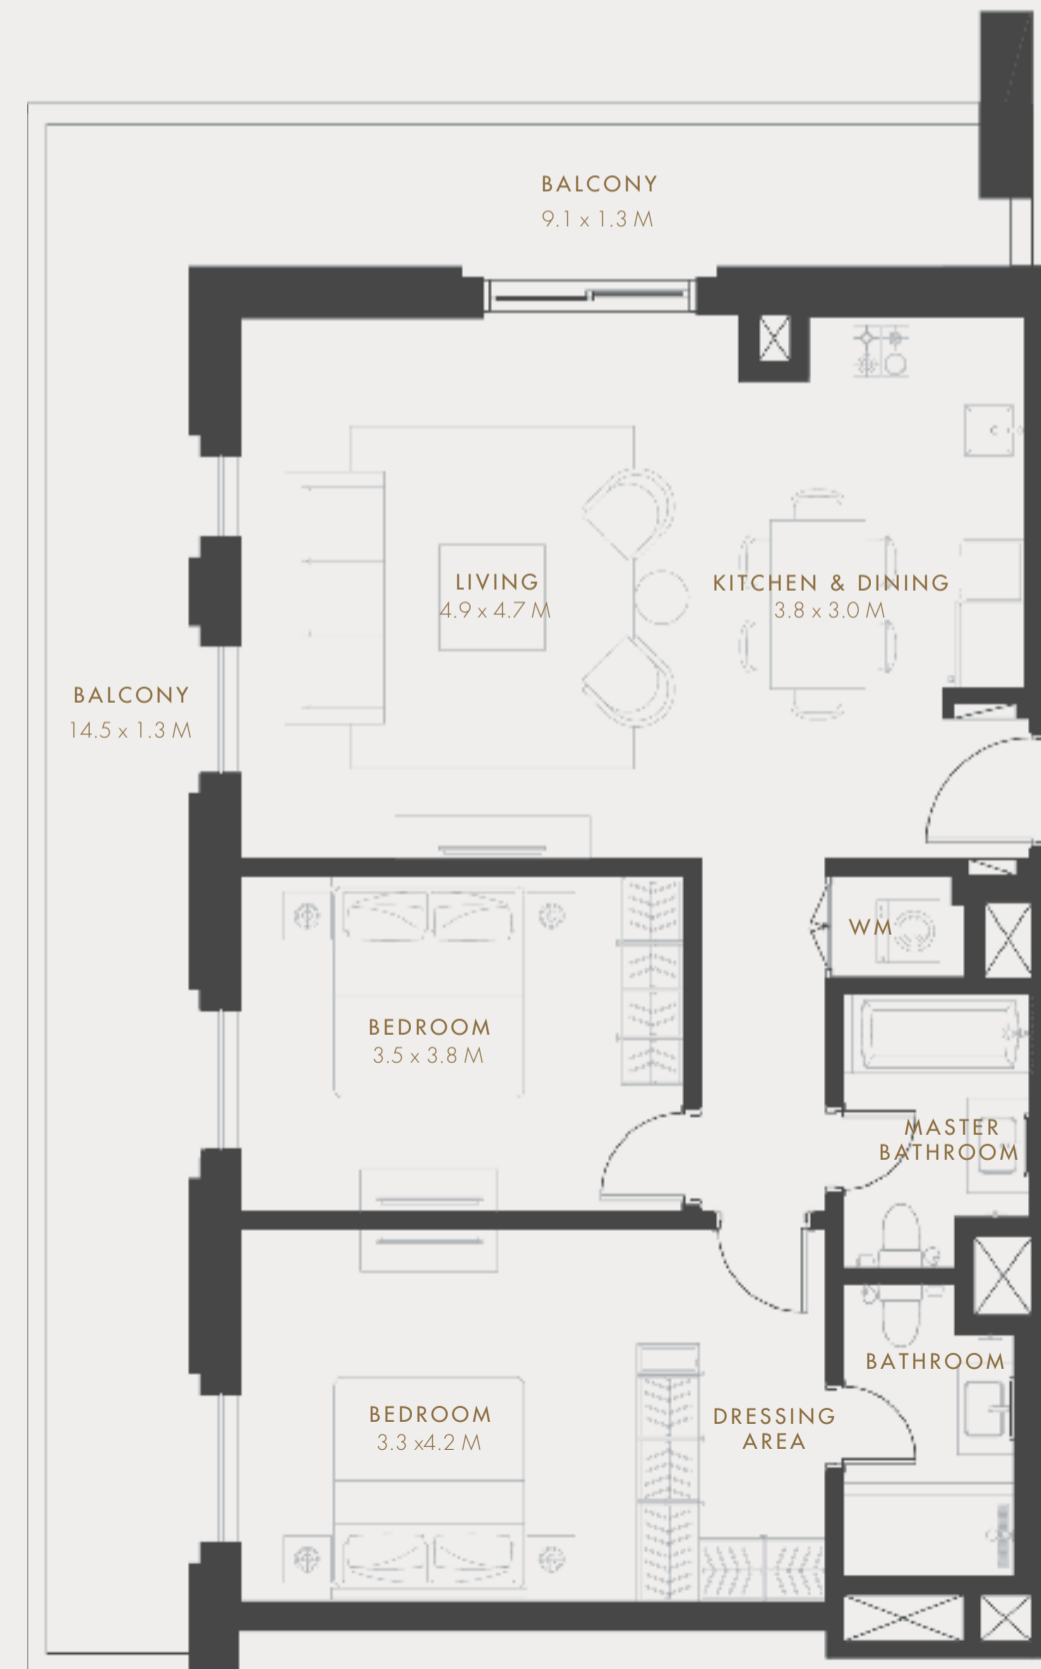 BALCONY
9.1 x 1.3 M
LIVING
4.9 x 4.7 M
KITCHEN & DINING
3.8 x 3.0 M
BALCONY
14.5 x 1.3 M
WM
BEDROOM
3.5 x 3.8 M
MASTER
BATHROOM
BATHROOM
BEDROOM
3.3 x4.2 M
DRESSING
AREA